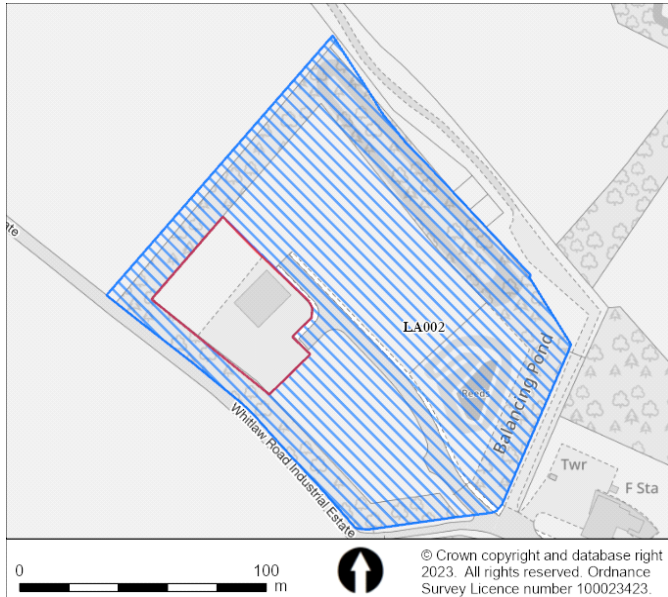 ate
LA002
Balancing Pond
Reeds
Whitlaw Road Industrial Estate
Twr
F Sta
0
100
m
© Crown copyright and database right
2023. All rights reserved. Ordnance
Survey Licence number 100023423.